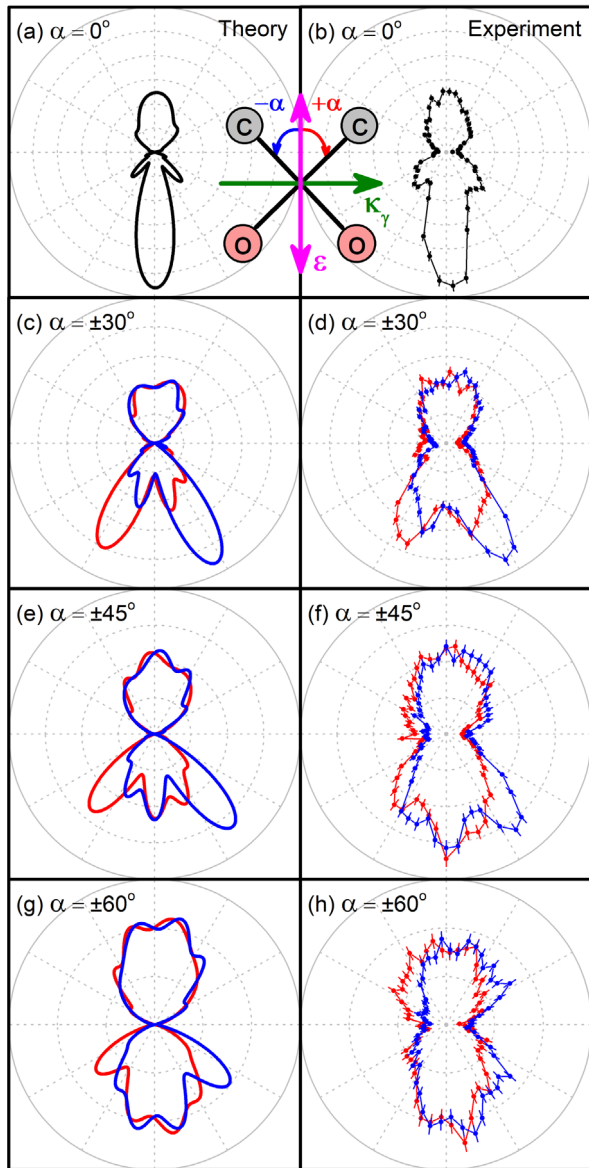 (a) α = 0° Theory
(b) α = 0° Experiment
−α +α
C C
κγ
O O
ε
(c) α = ±30°
(d) α = ±30°
(e) α = ±45°
(f) α = ±45°
(g) α = ±60°
(h) α = ±60°